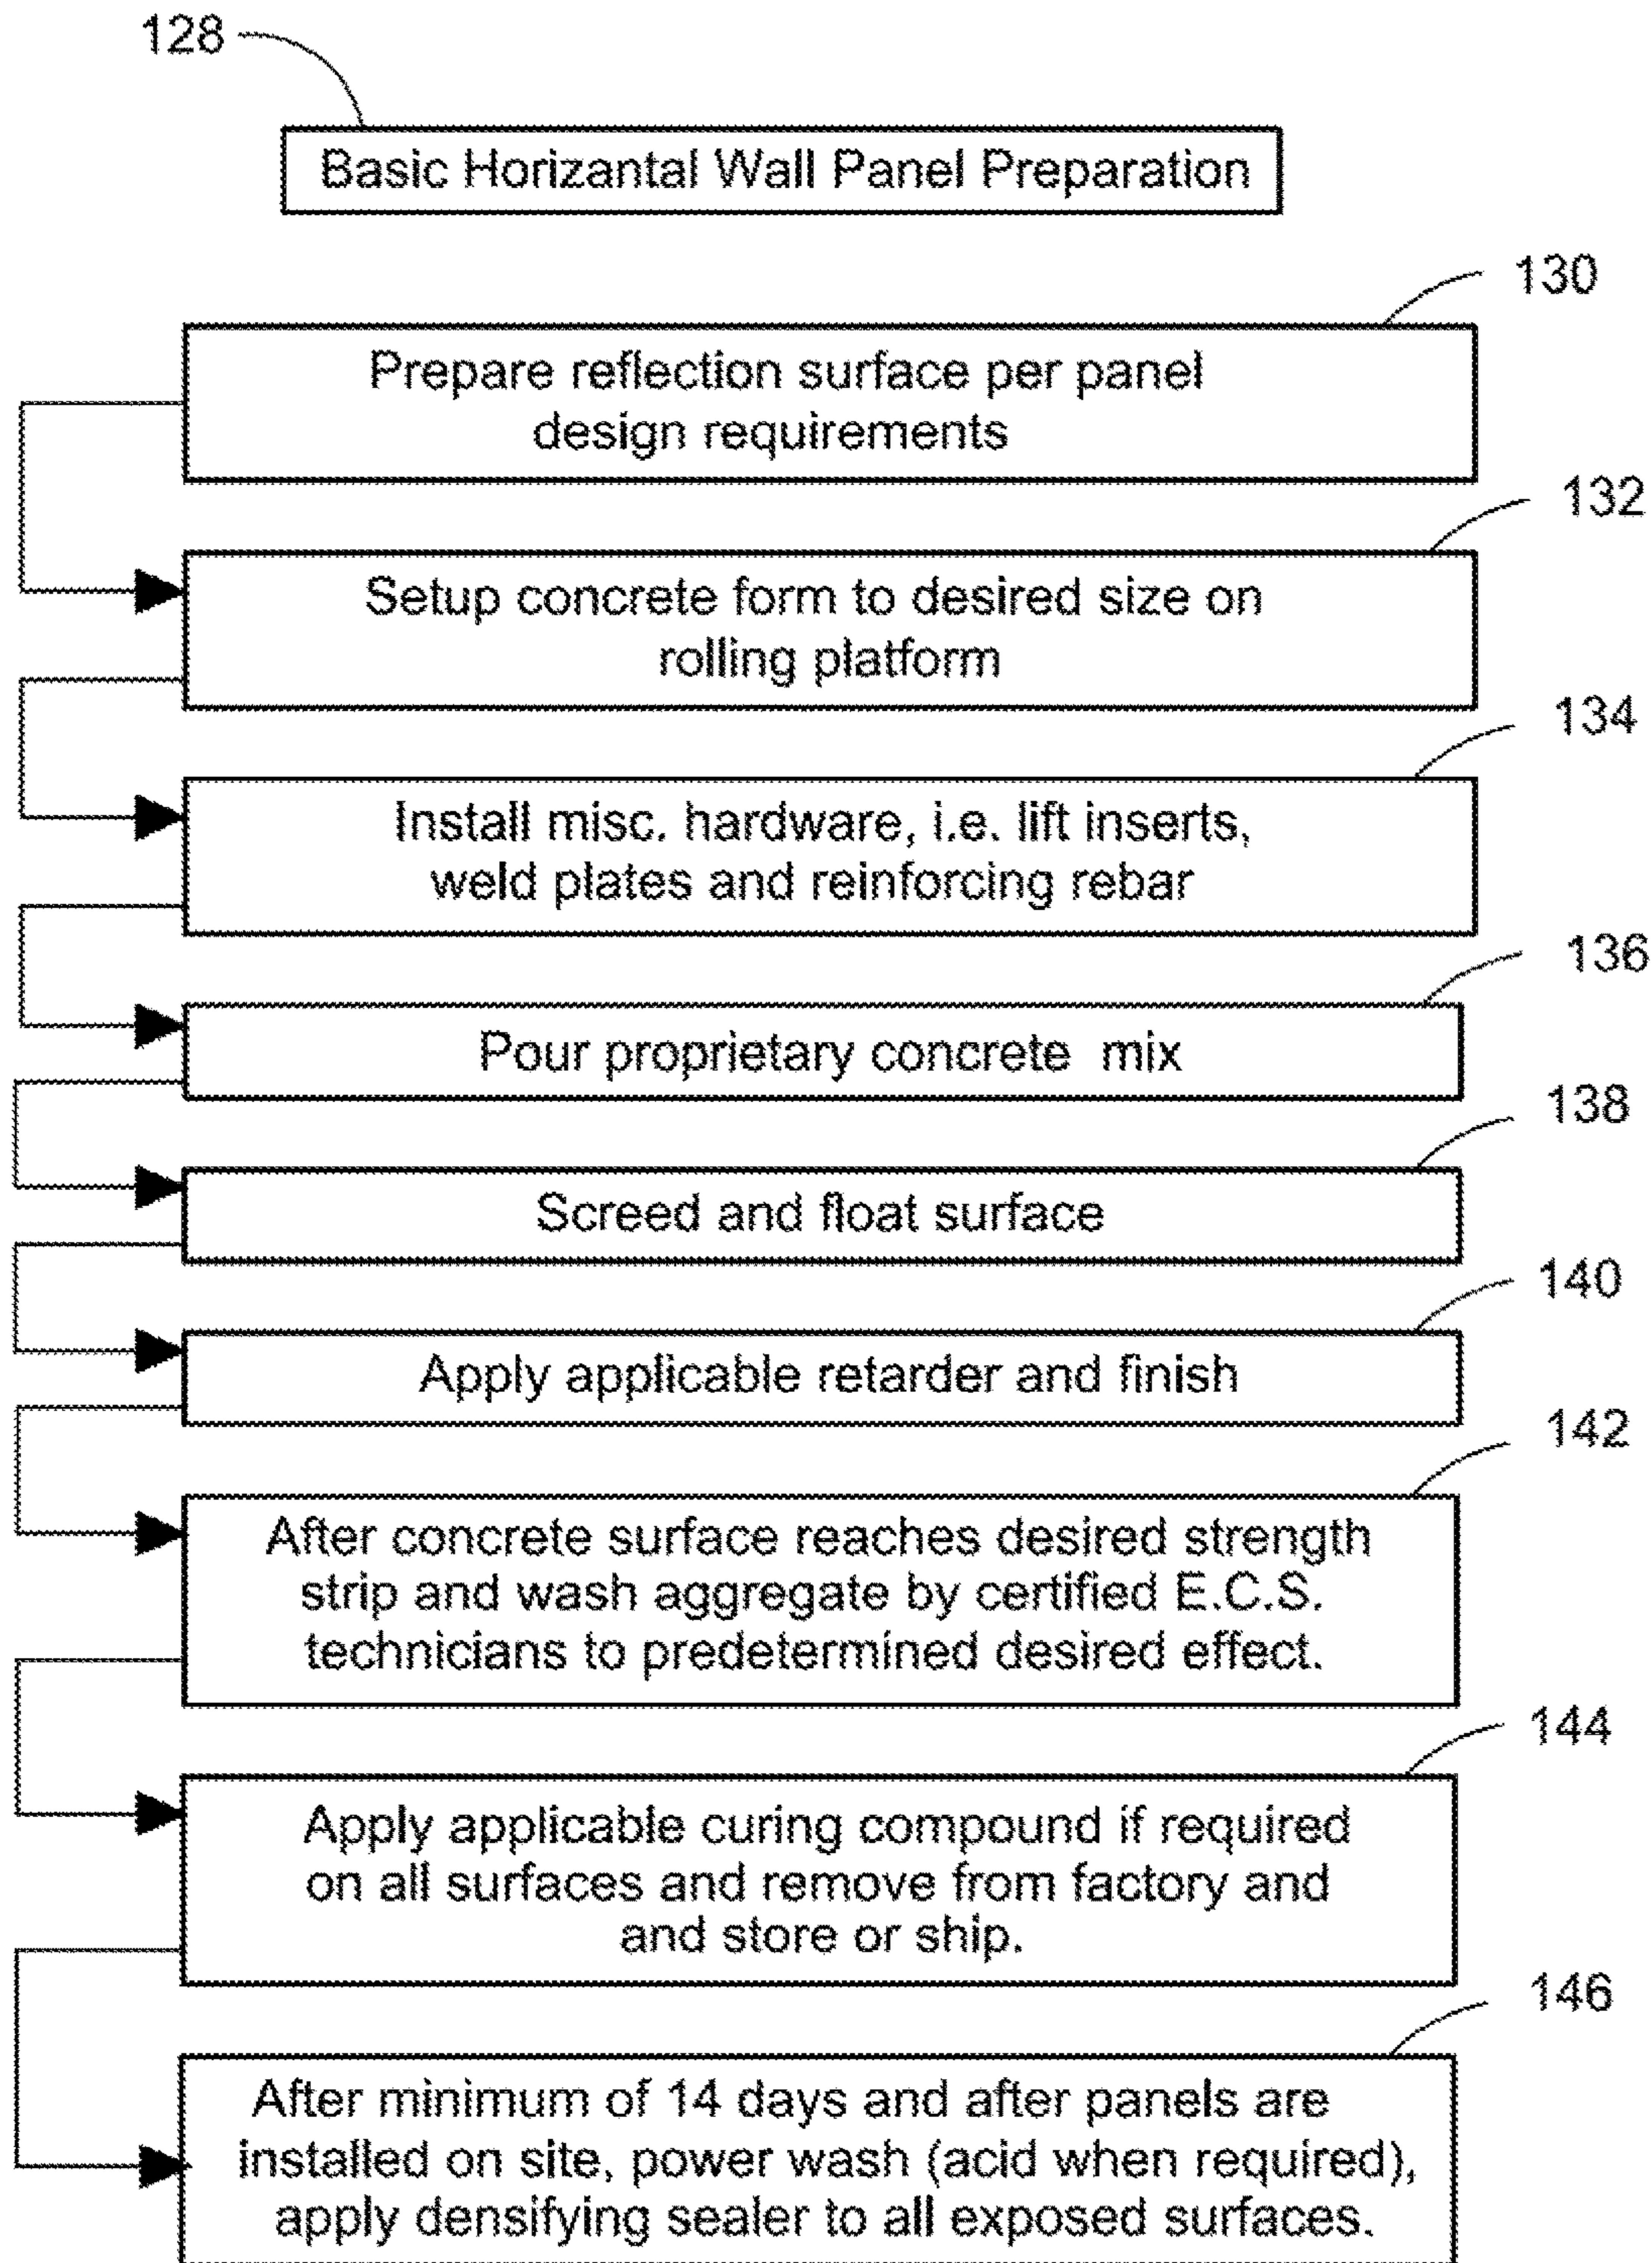 128
Basic Horizantal Wall Panel Preparation
130
Prepare reflection surface per panel
design requirements
132
Setup concrete form to desired size on
rolling platform
134
Install misc. hardware, i.e. lift inserts,
weld plates and reinforcing rebar
136
Pour proprietary concrete mix
138
Screed and float surface
140
Apply applicable retarder and finish
142
After concrete surface reaches desired strength
strip and wash aggregate by certified E.C.S.
technicians to predetermined desired effect.
144
Apply applicable curing compound if required
on all surfaces and remove from factory and
and store or ship.
146
After minimum of 14 days and after panels are
installed on site, power wash (acid when required),
apply densifying sealer to all exposed surfaces.